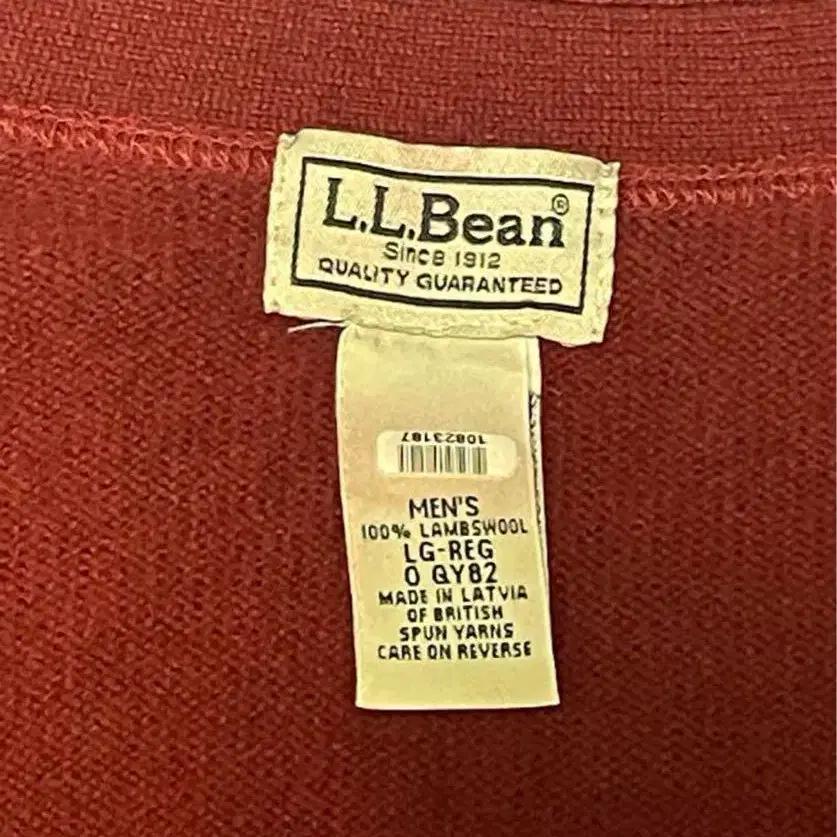 L.L.Bean®
Since 1912
QUALITY GUARANTEED
10823187
MEN'S
100% LAMBSWOOL
LG-REG
0 QY82
MADE IN LATVIA
OF BRITISH
SPUN YARNS
CARE ON REVERSE